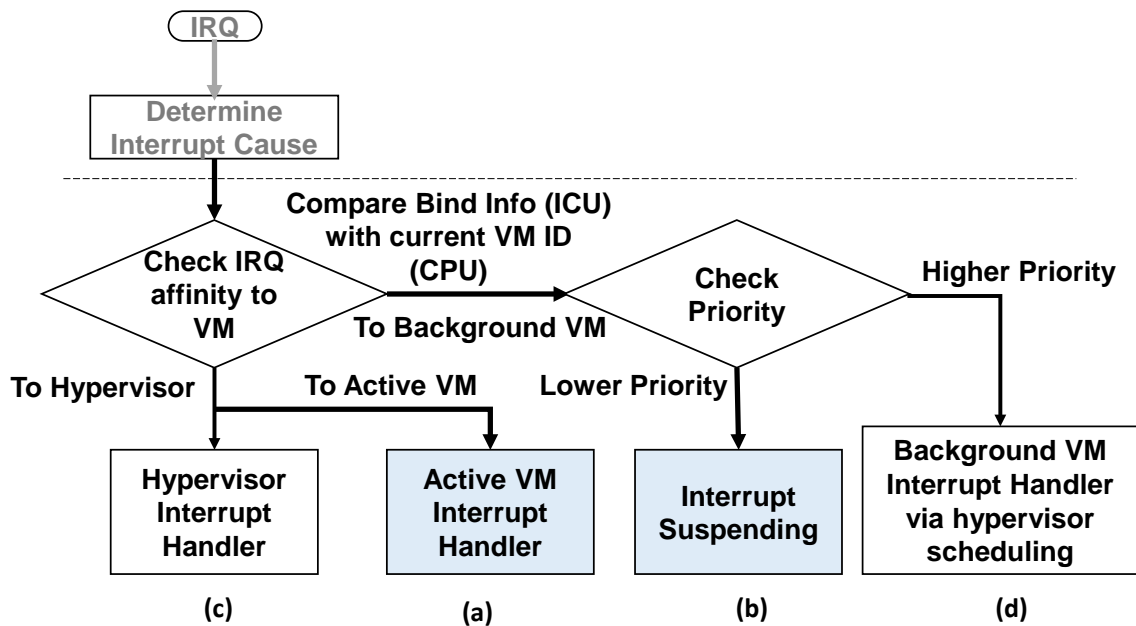 IRQ
Determine
Interrupt Cause
Compare Bind Info (ICU)
with current VM ID
(CPU)
Check IRQ
affinity to
VM
To Background VM
Check
Priority
Higher Priority
To Hypervisor
To Active VM
Lower Priority
Hypervisor
Interrupt
Handler
Active VM
Interrupt
Handler
Interrupt
Suspending
Background VM
Interrupt Handler
via hypervisor
scheduling
(c)
(a)
(b)
(d)